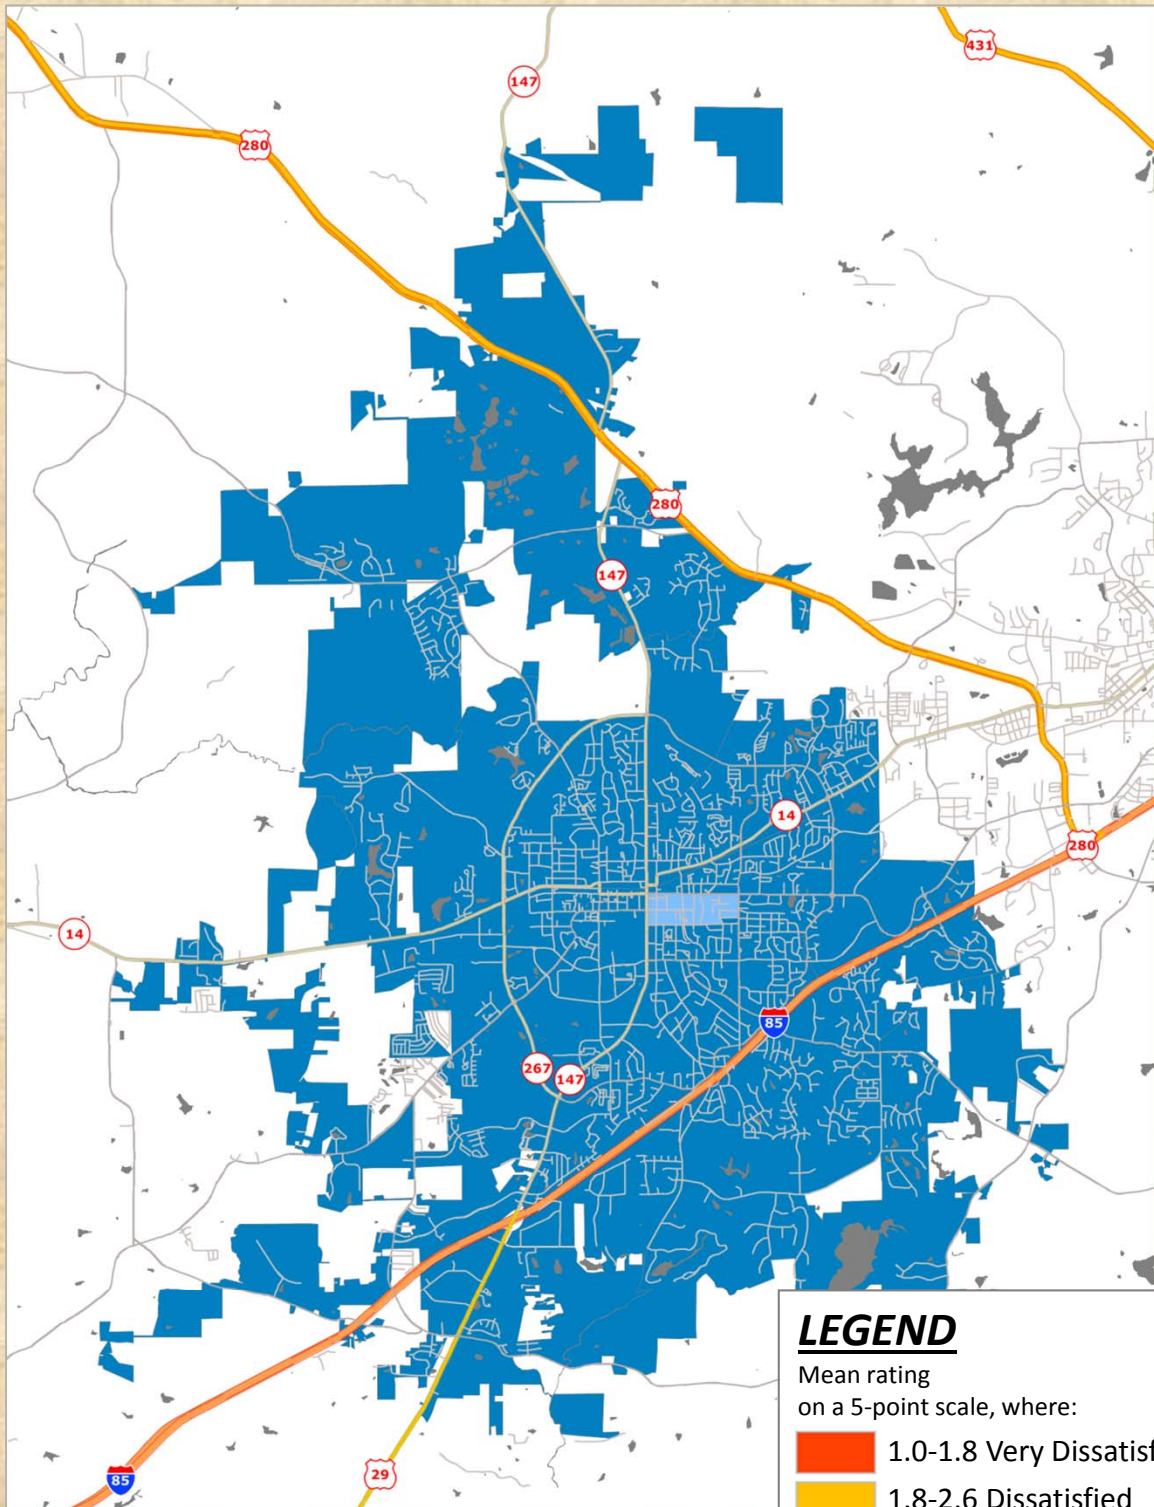 147
431
280
280
147
14
280
14
85
267
147
LEGEND
Mean rating
on a 5-point scale, where:
1.0-1.8 Very Dissatisf
1.8-2.6 Dissatisfied
29
85